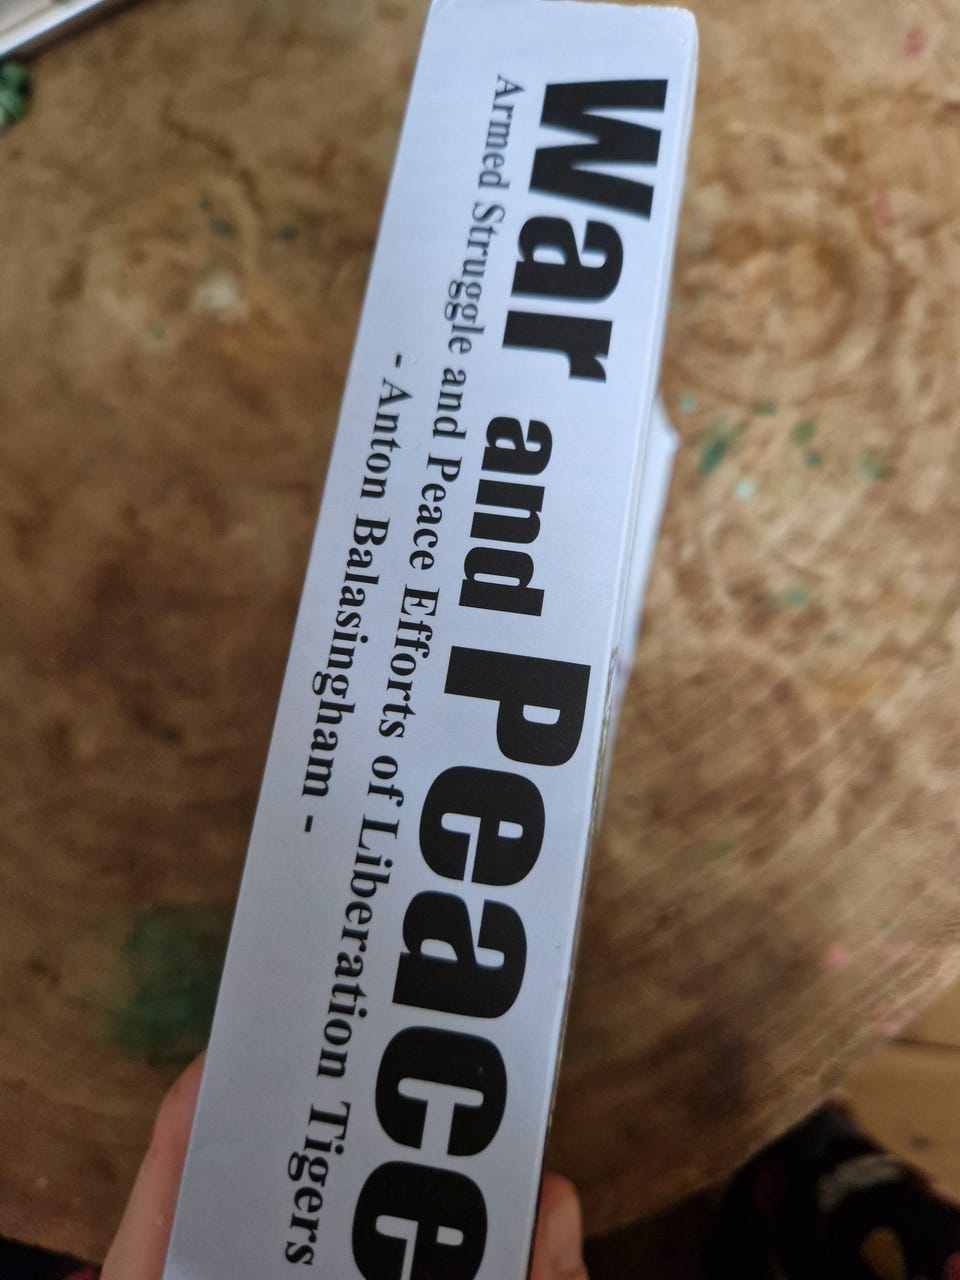 War and Peace
Armed Struggle and Peace Efforts of Liberation Tigers
- Anton Balasingham -